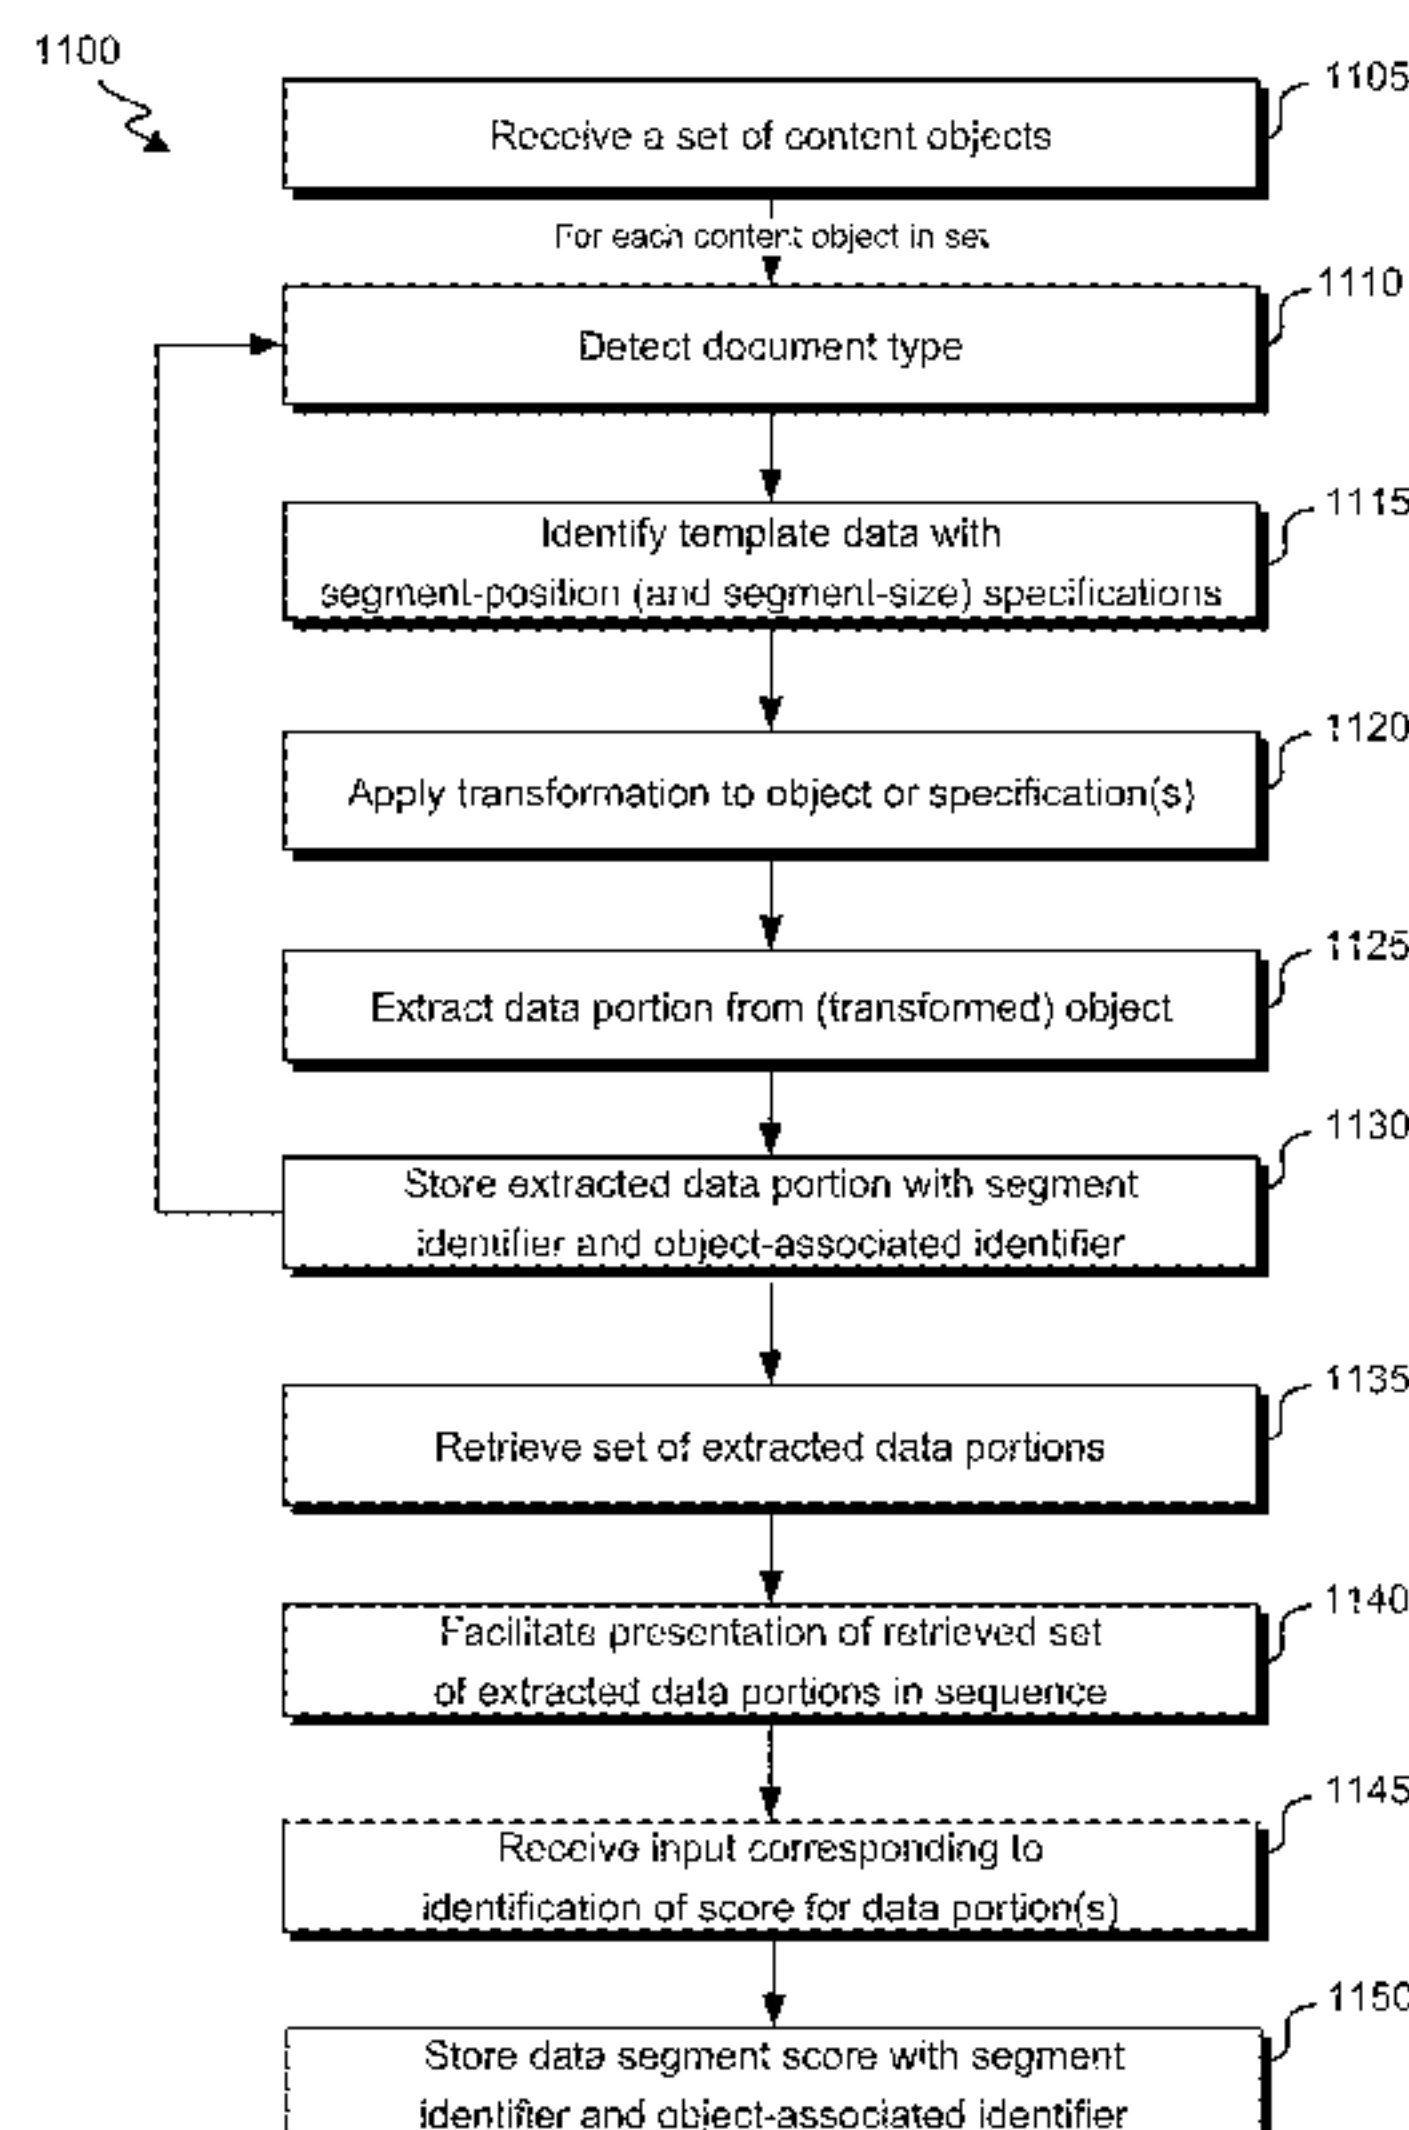 1100
1105
Receive a set of content objects
For each content object in set
1110
Detect document type
1115
Identify template data with
segment-position (and segment-size) specifications
1120
Apply transformation to object or specification(s)
1125
Extract data portion from (transformed) object
1130
Store extracted data portion with segment
identifier and object-associated identifier
1135
Retrieve set of extracted data portions
1140
Facilitate presentation of retrieved set
of extracted data portions in sequence
1145
Receive input corresponding to
identification of score for data portion(s)
1150
Store data segment score with segment
identifier and object-associated identifier